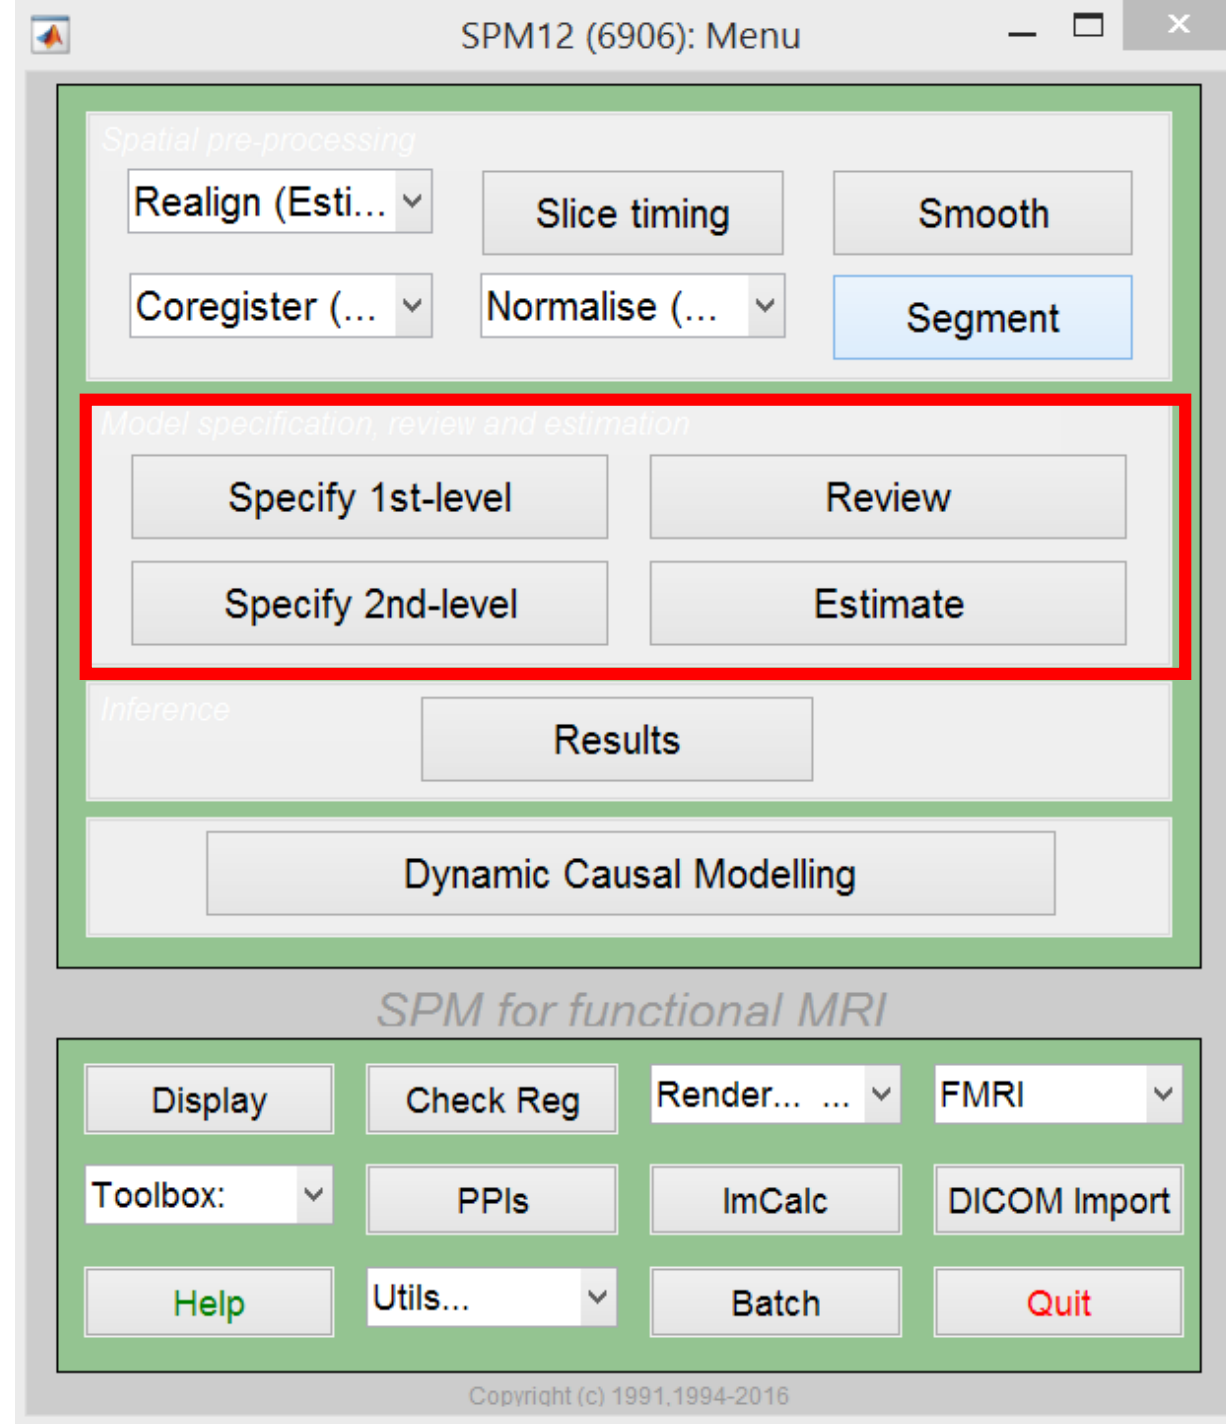 SPM12 (6906): Menu
Spatial pre-processing
Realign (Esti...
Slice timing
Smooth
Coregister (...
Normalise (...
Segment
Model specification, review and estimation
Specify 1st-level
Review
Specify 2nd-level
Estimate
Inference
Results
Dynamic Causal Modelling
SPM for functional MRI
Display
Check Reg
Render... ...
FMRI
Toolbox:
PPIs
ImCalc
DICOM Import
Help
Utils...
Batch
Quit
Copyright (c) 1991,1994-2016